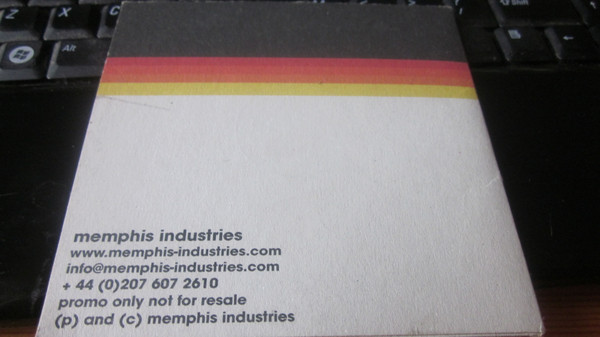 Z X C
Alt
memphis industries
www.memphis-industries.com
info@memphis-industries.com
+ 44 (0)207 607 2610
promo only not for resale
(p) and (c) memphis industries